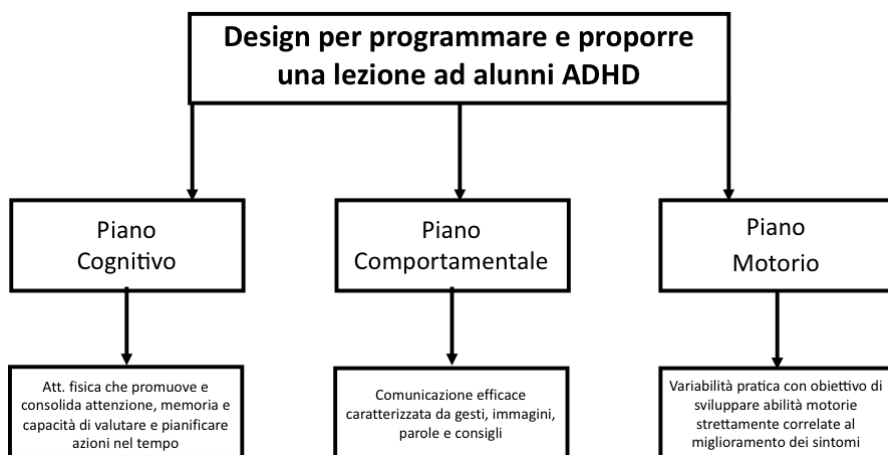 Design per programmare e proporre
una lezione ad alunni ADHD
Piano
Cognitivo
Piano
Comportamentale
Piano
Motorio
Att. fisica che promuove e
consolida attenzione, memoria e
capacità di valutare e pianificare
azioni nel tempo
Comunicazione efficace
caratterizzata da gesti, immagini,
parole e consigli
Variabilità pratica con obiettivo di
sviluppare abilità motorie
strettamente correlate al
miglioramento dei sintomi